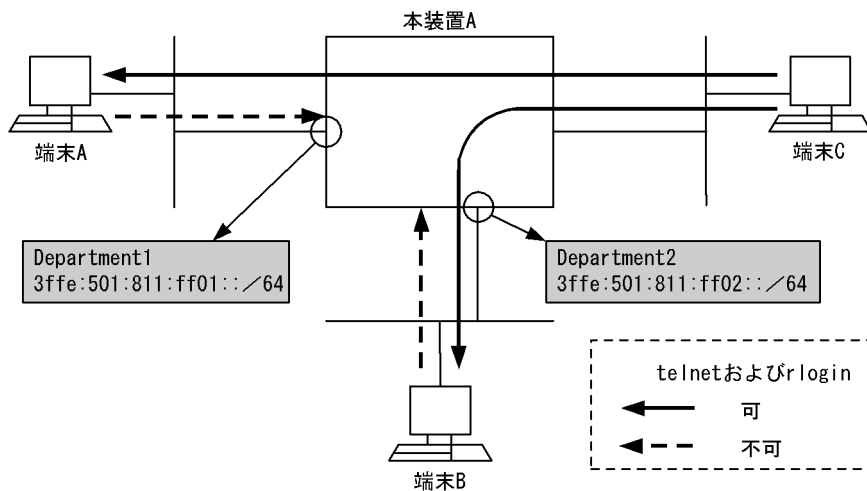 本装置A
端末A
端末C
Department1
3ffe:501:811:ff01::／64
Department2
3ffe:501:811:ff02::／64
telnetおよびrlogin
可
不可
端末B